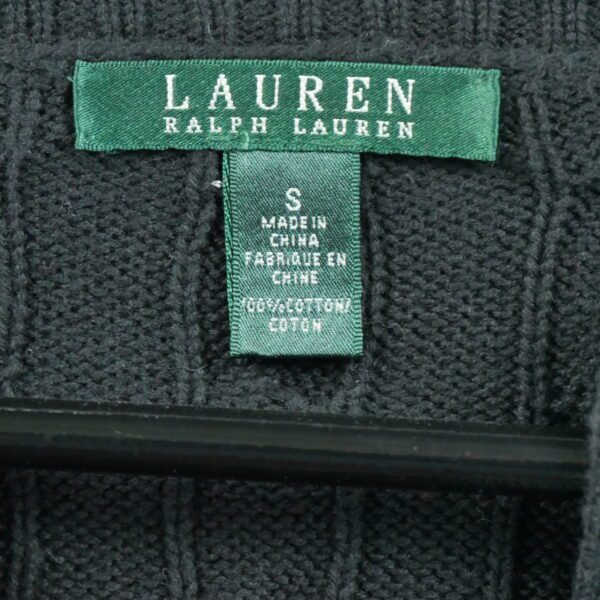 LAUREN
RALPH LAUREN
S
MADE IN
CHINA
FABRIQUE EN
CHINE
100%COTTON/
COTON